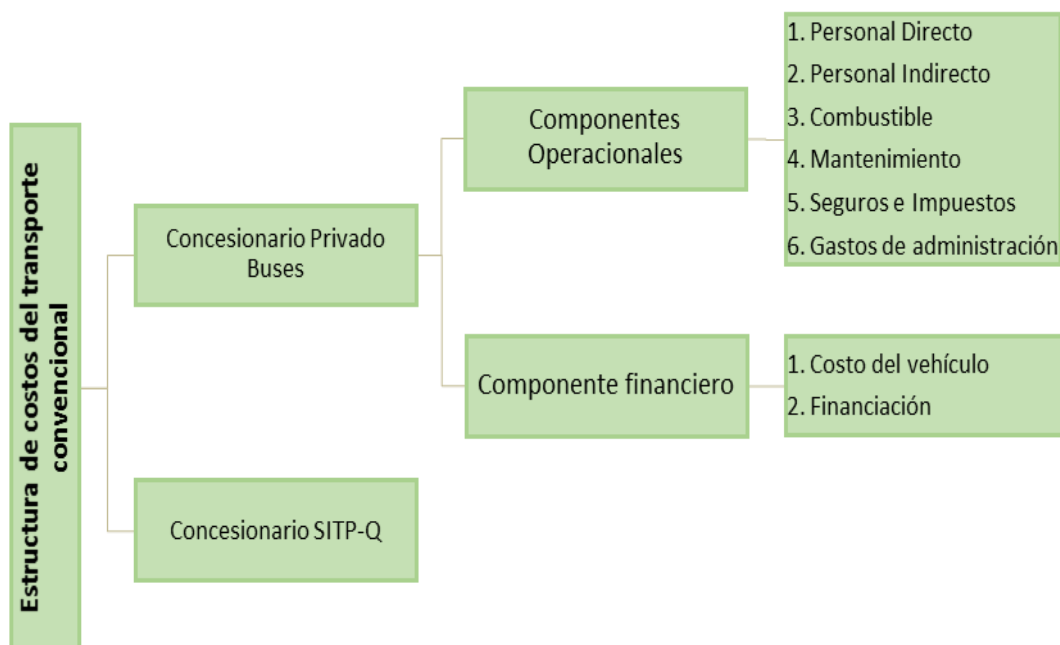 Estructura de costos del transporte
convencional
Concesionario Privado
Buses
Concesionario SITP-Q
Componentes
Operacionales
Componente financiero
1. Personal Directo
2. Personal Indirecto
3. Combustible
4. Mantenimiento
5. Seguros e Impuestos
6. Gastos de administración
1. Costo del vehículo
2. Financiación